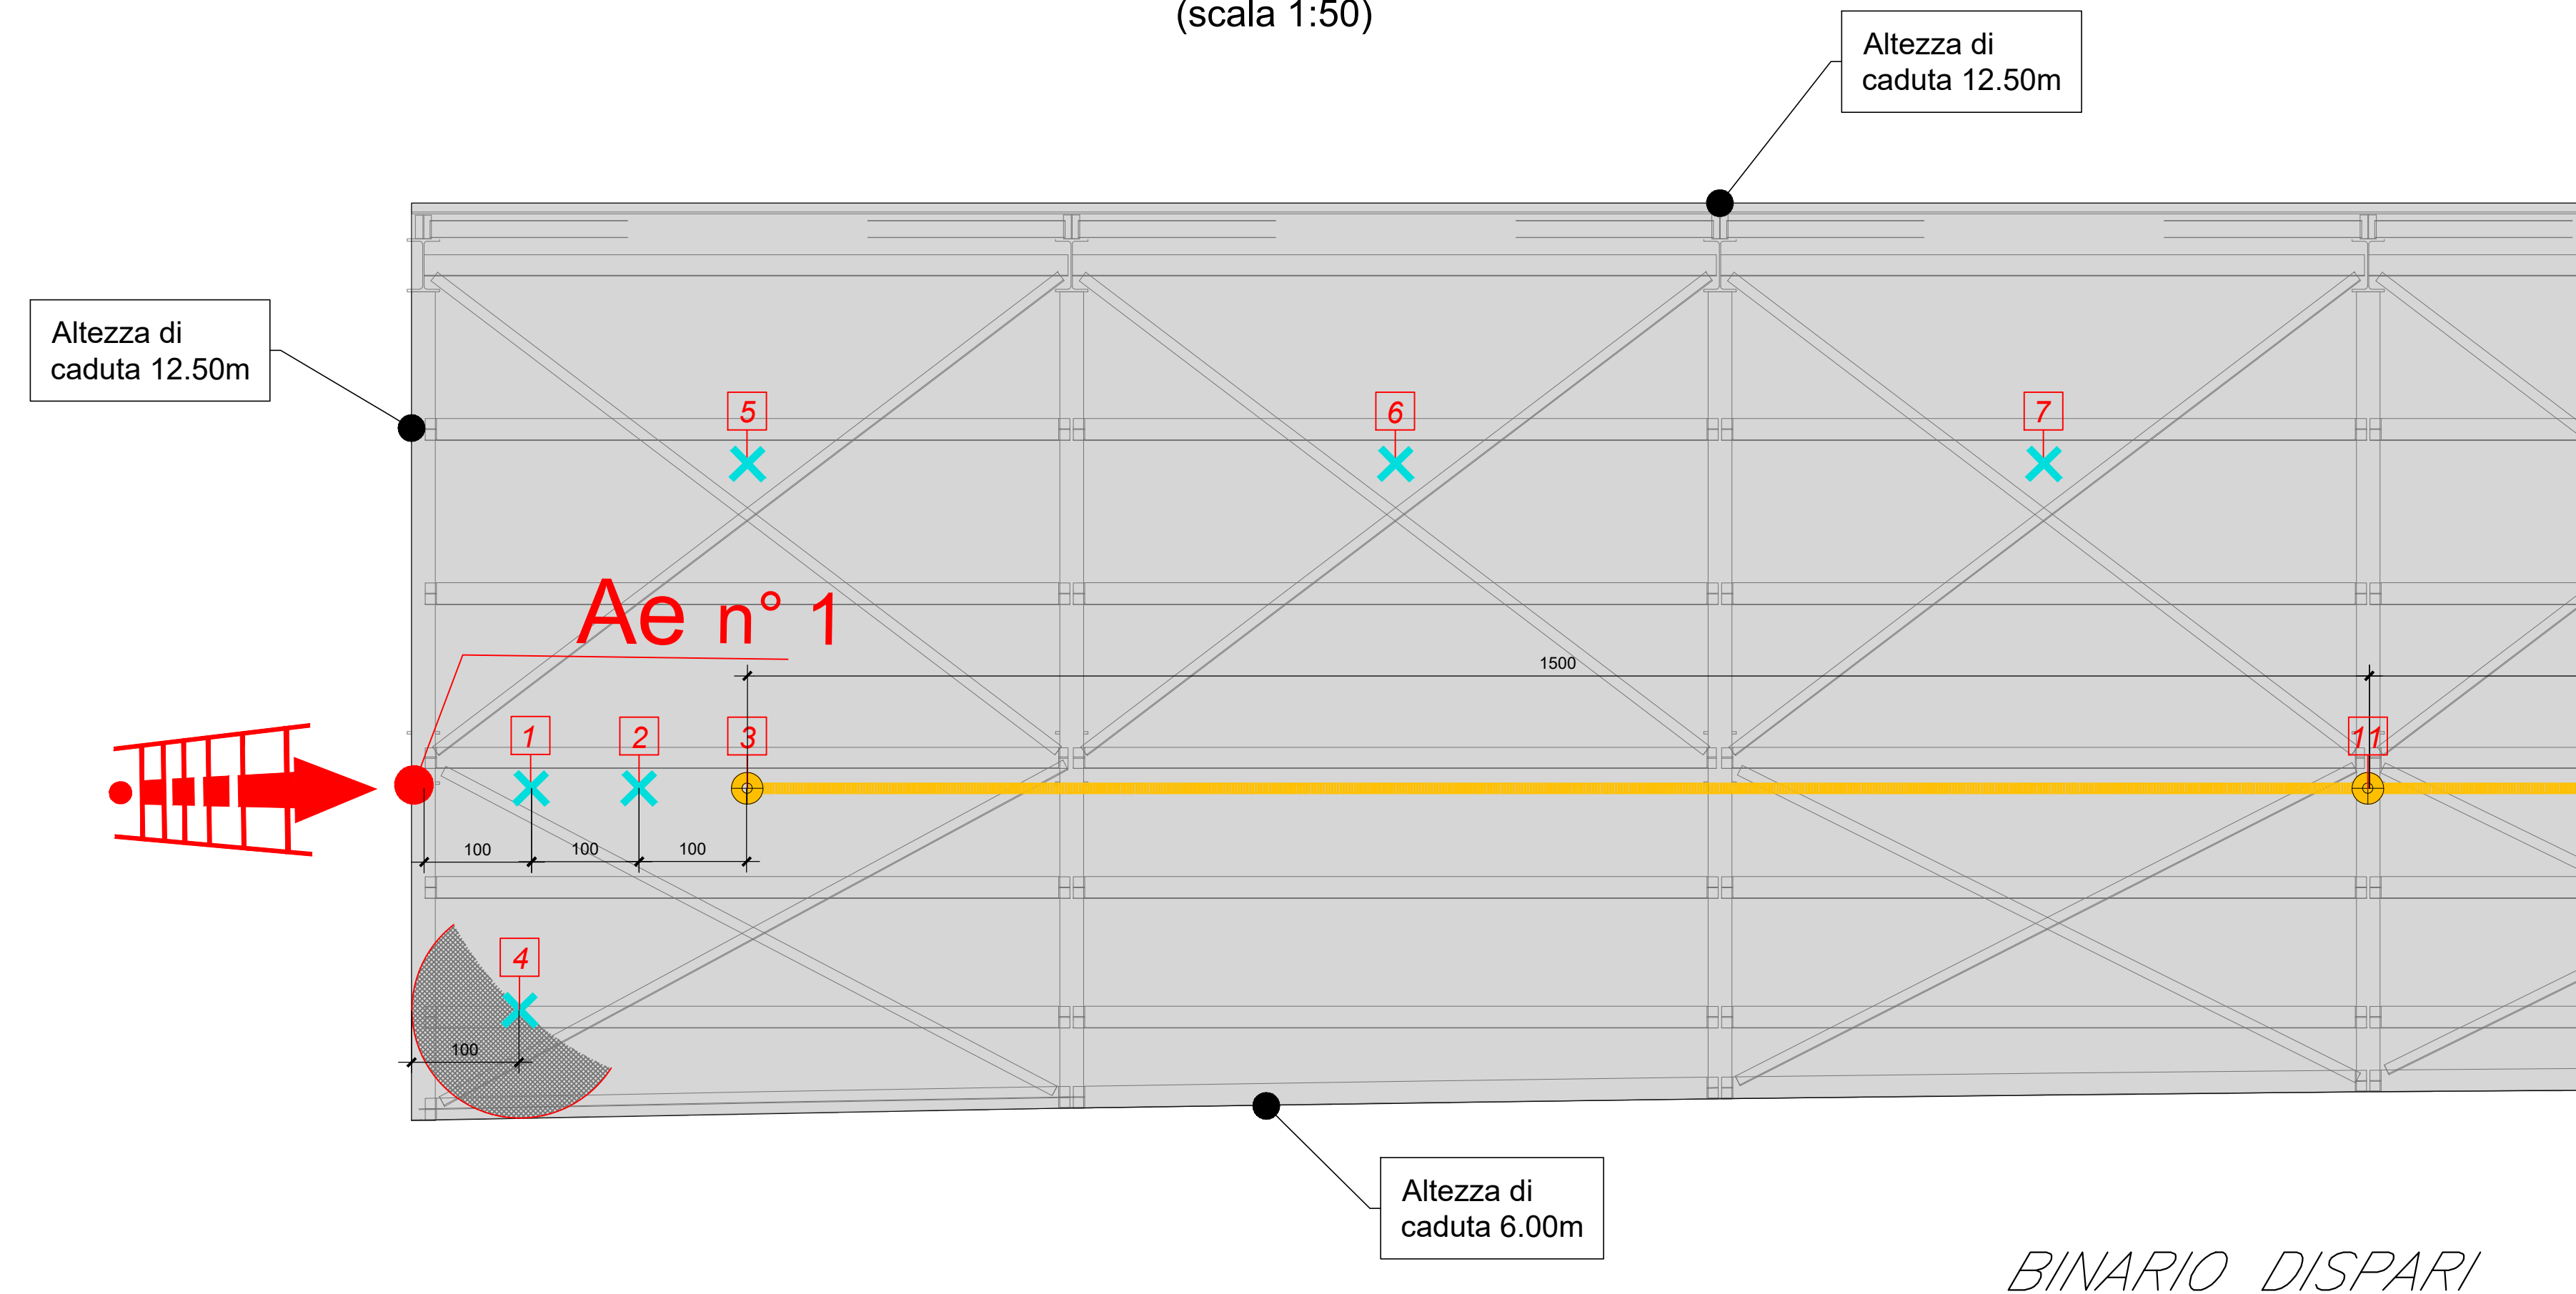 (scala 1:50)
Altezza di
caduta 12.50m
Altezza di
caduta 12.50m
5
6
7
Ae n° 1
1500
1
2
3
11
100
100
100
4
100
Altezza di
caduta 6.00m
BINARIO DISPARI